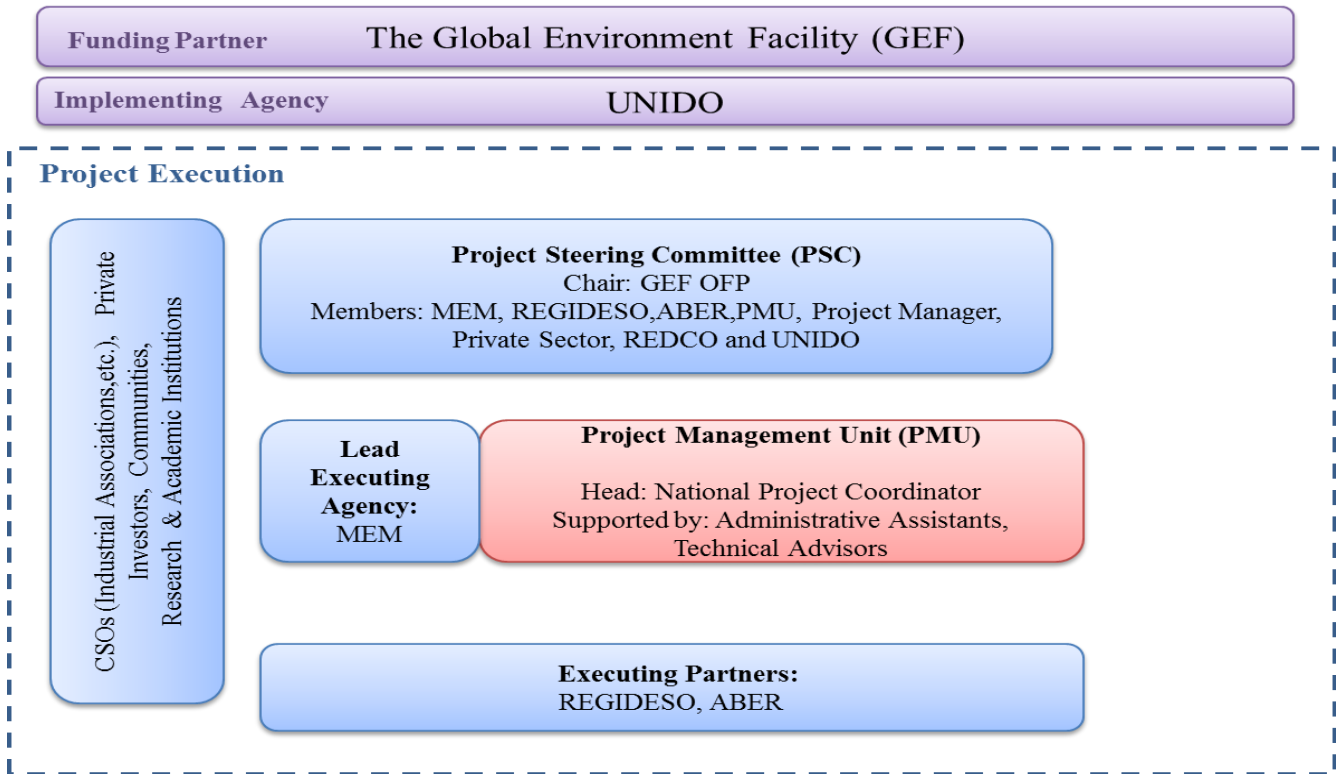 Funding Partner The Global Environment Facility (GEF)
Implementing Agency UNIDO
Project Execution
CSOs (Industrial Associations,etc.), Private
Investors, Communities,
Research & Academic Institutions
Project Steering Committee (PSC)
Chair: GEF OFP
Members: MEM, REGIDESO,ABER,PMU, Project Manager,
Private Sector, REDCO and UNIDO
Lead
Executing
Agency:
MEM
Project Management Unit (PMU)
Head: National Project Coordinator
Supported by: Administrative Assistants,
Technical Advisors
Executing Partners:
REGIDESO, ABER